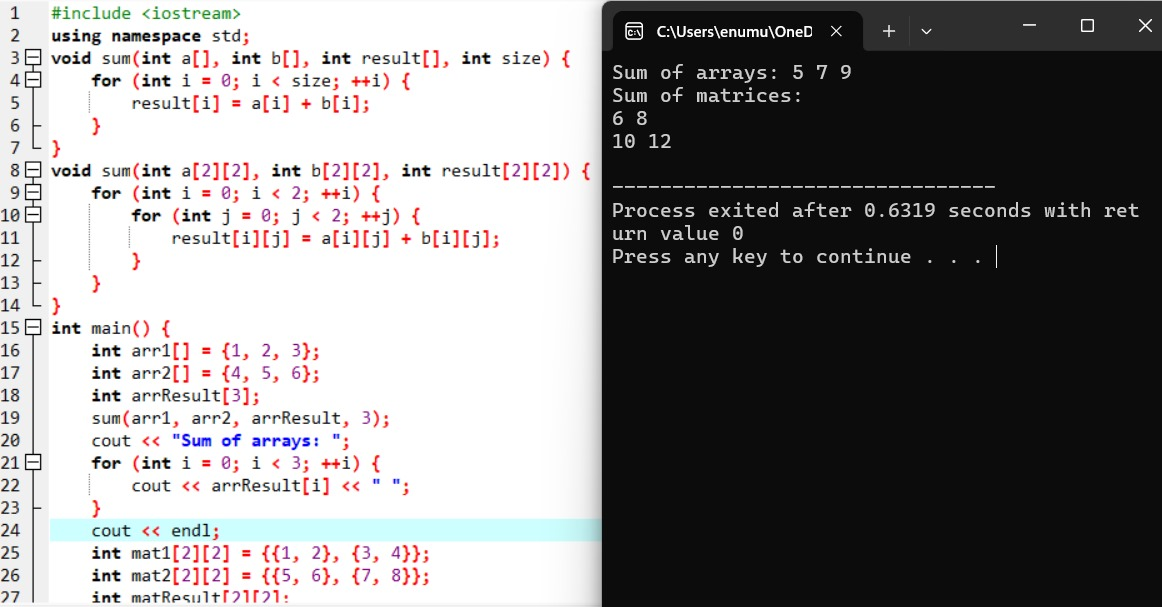 1 #include <iostream>
2 using namespace std;
3 void sum(int a[], int b[], int result[], int size) {
4 for (int i = 0; i < size; ++i) {
5 result[i] = a[i] + b[i];
6 }
7 }
8 void sum(int a[2][2], int b[2][2], int result[2][2]) {
9 for (int i = 0; i < 2; ++i) {
10 for (int j = 0; j < 2; ++j) {
11 result[i][j] = a[i][j] + b[i][j];
12 }
13 }
14 }
15 int main() {
16 int arr1[] = {1, 2, 3};
17 int arr2[] = {4, 5, 6};
18 int arrResult[3];
19 sum(arr1, arr2, arrResult, 3);
20 cout << "Sum of arrays: ";
21 for (int i = 0; i < 3; ++i) {
22 cout << arrResult[i] << " ";
23 }
24 cout << endl;
25 int mat1[2][2] = {{1, 2}, {3, 4}};
26 int mat2[2][2] = {{5, 6}, {7, 8}};
27 int matResult[2][2];
C:\Users\enumu\OneD
Sum of arrays: 5 7 9
Sum of matrices:
6 8
10 12
--------------------------------
Process exited after 0.6319 seconds with ret
urn value 0
Press any key to continue . . .